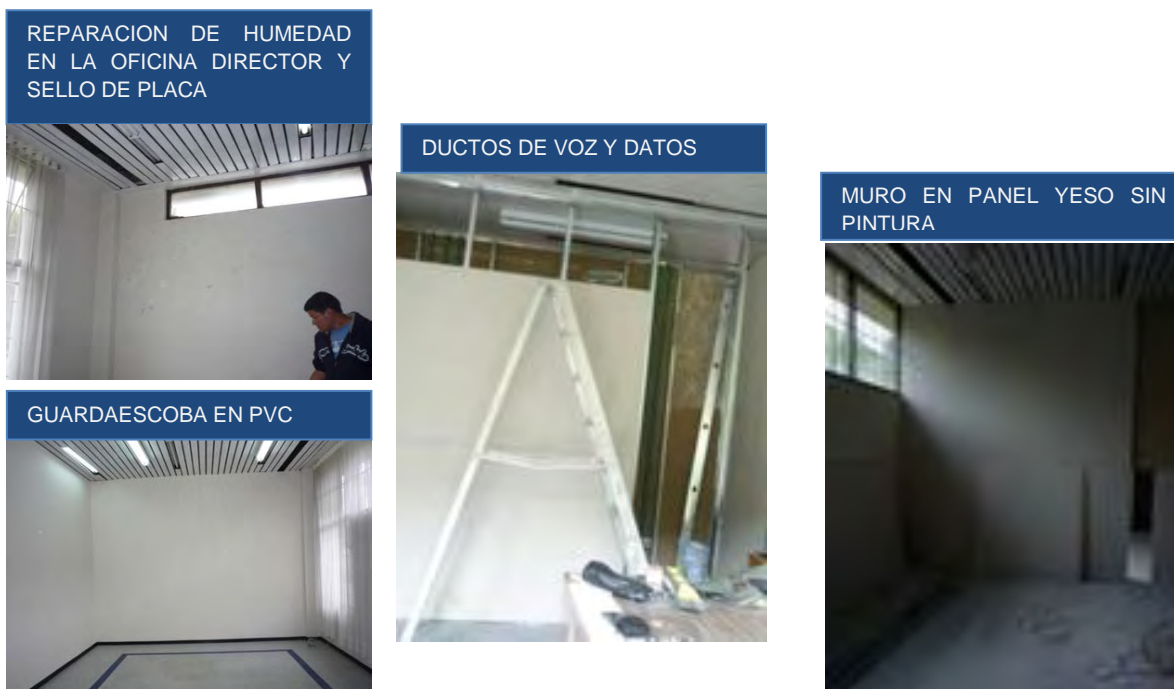 REPARACION DE HUMEDAD
EN LA OFICINA DIRECTOR Y
SELLO DE PLACA
DUCTOS DE VOZ Y DATOS
MURO EN PANEL YESO SIN
PINTURA
GUARDAESCOBA EN PVC